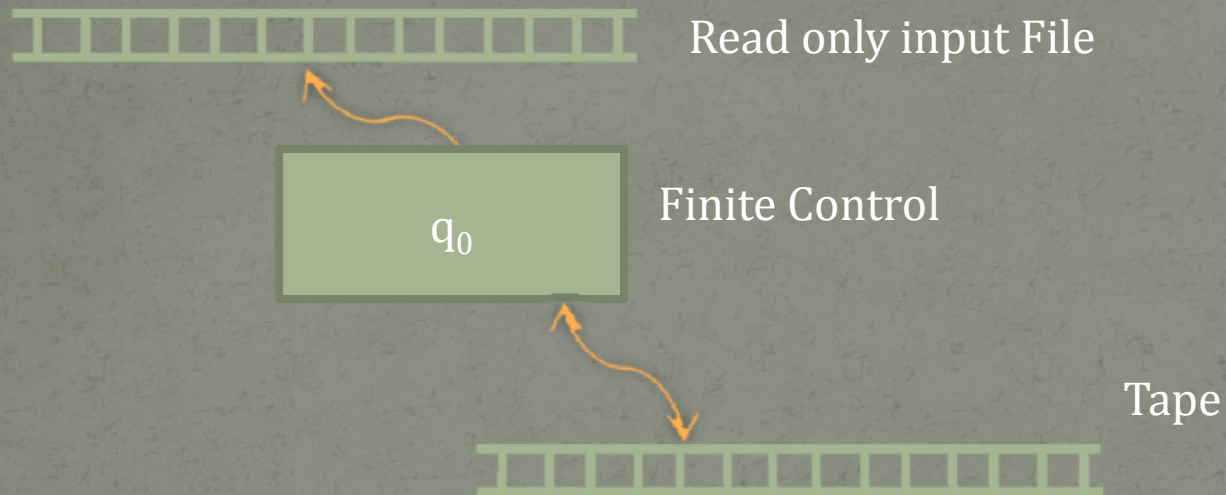 Read only input File
Finite Control
q₀
Tape